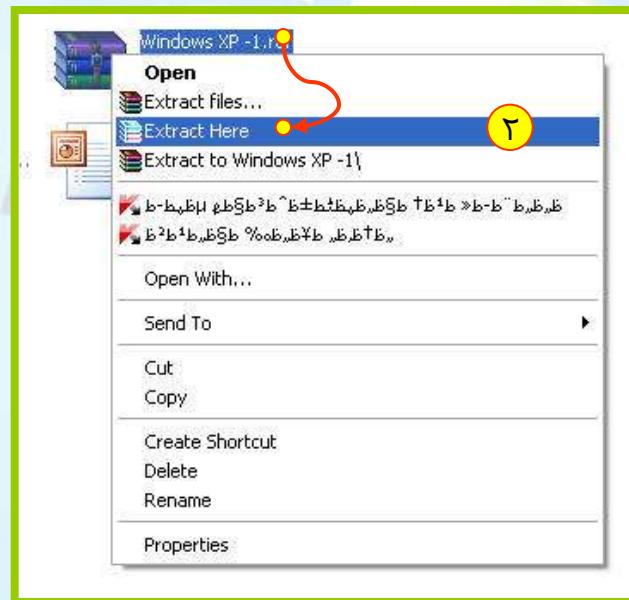 Windows XP -1.rar
Open
Extract files...
Extract Here
٢
Extract to Windows XP -1\
Open With...
Send To
Cut
Copy
Create Shortcut
Delete
Rename
Properties